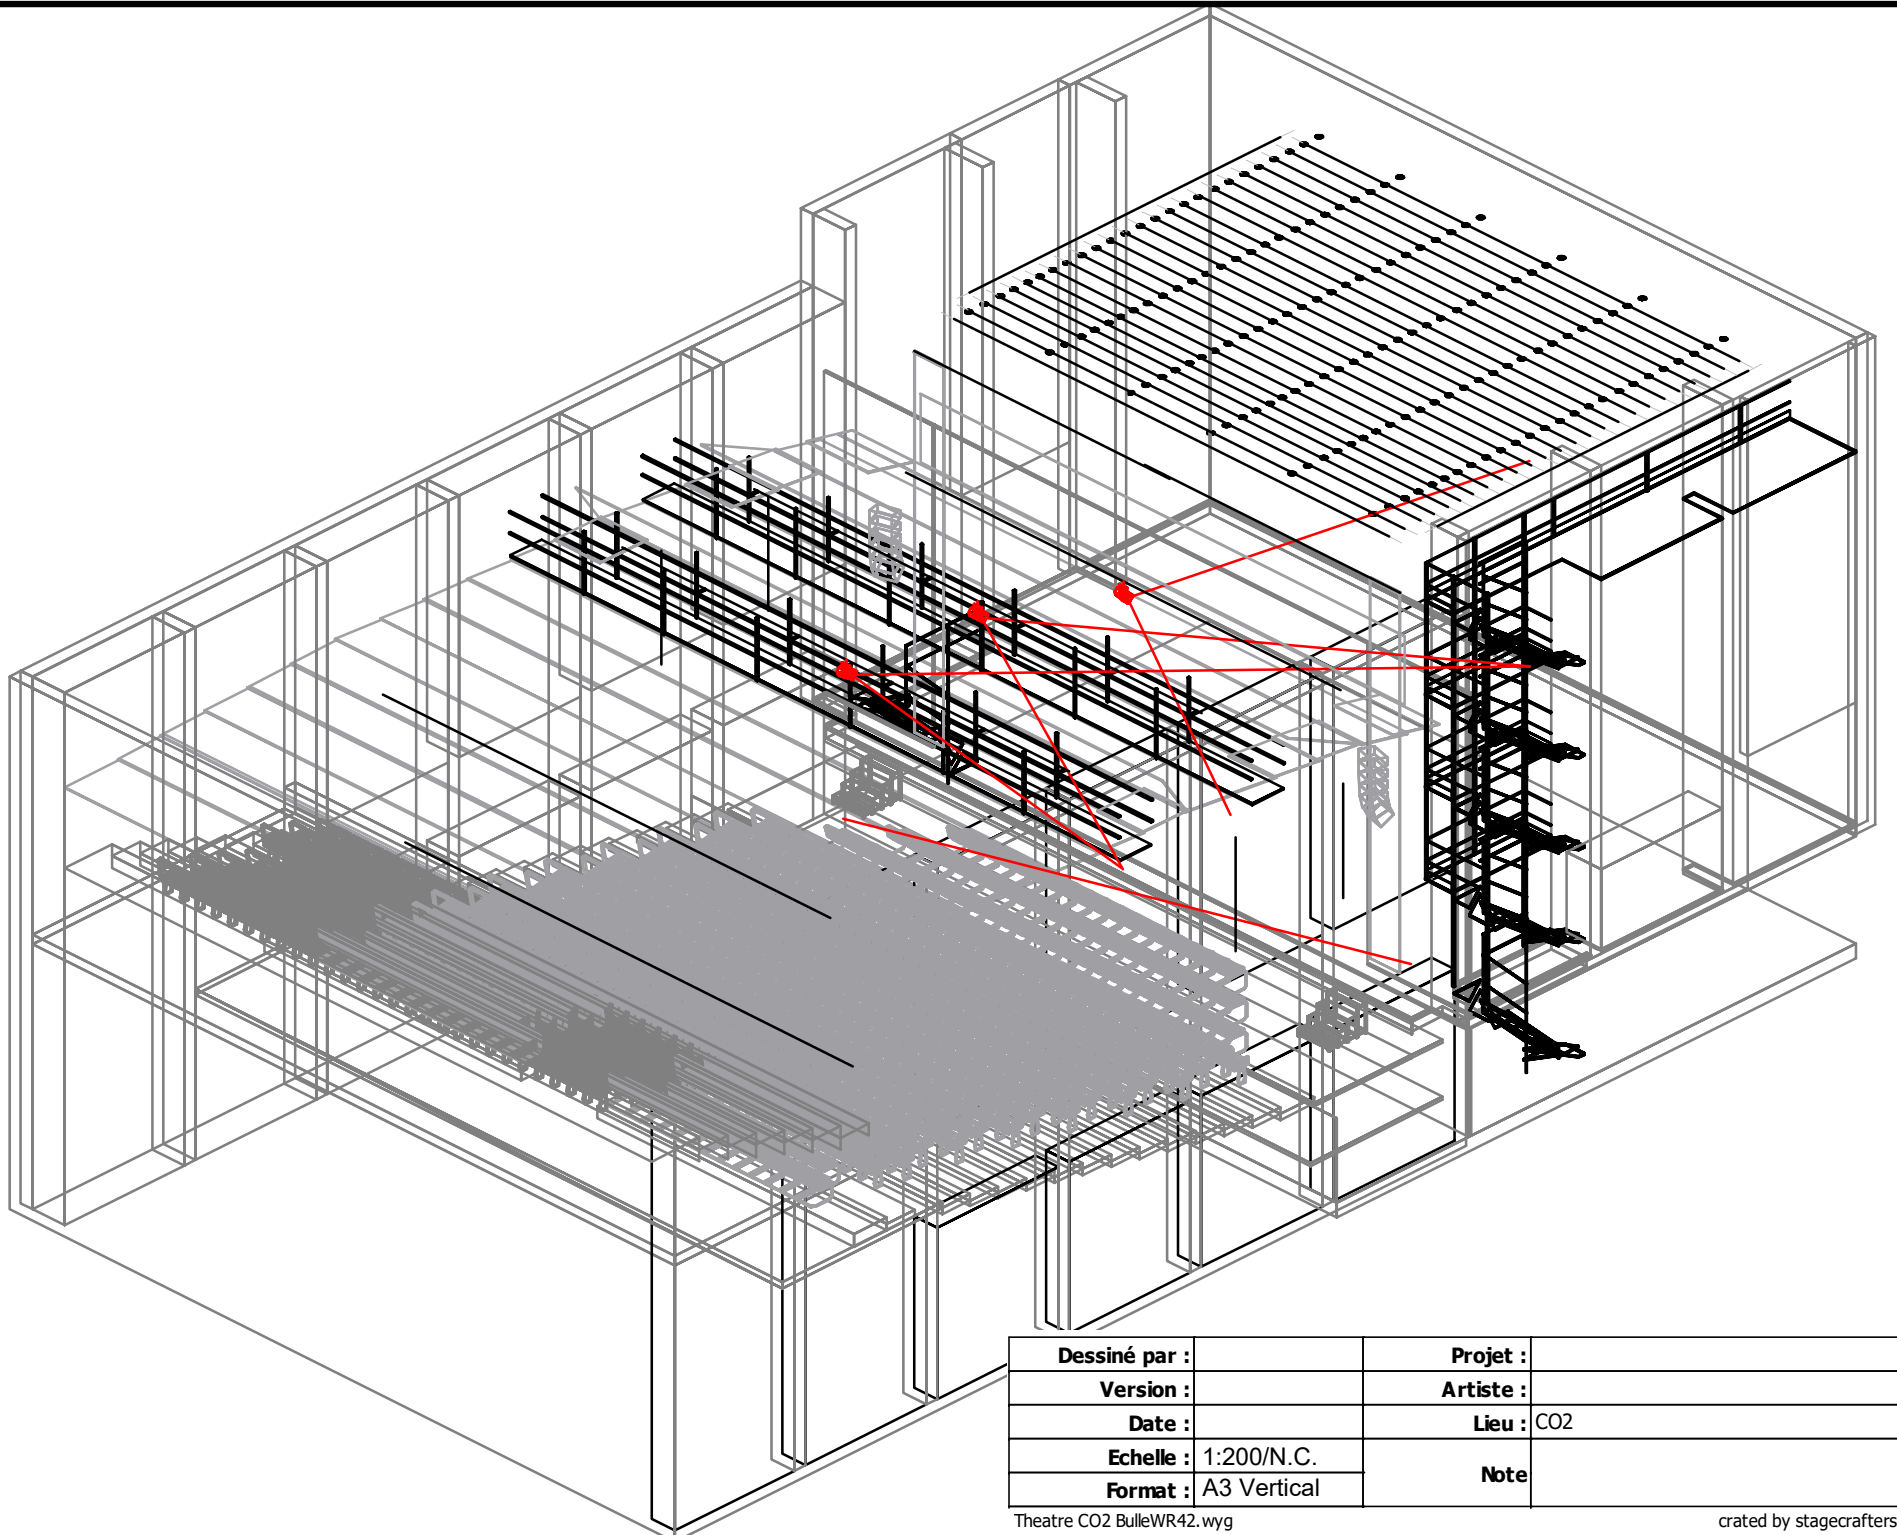 Dessiné par : Projet :
Version : Artiste :
Date : Lieu : CO2
Echelle : 1:200/N.C. Note
Format : A3 Vertical
Theatre CO2 BulleWR42.wyg crated by stagecrafters